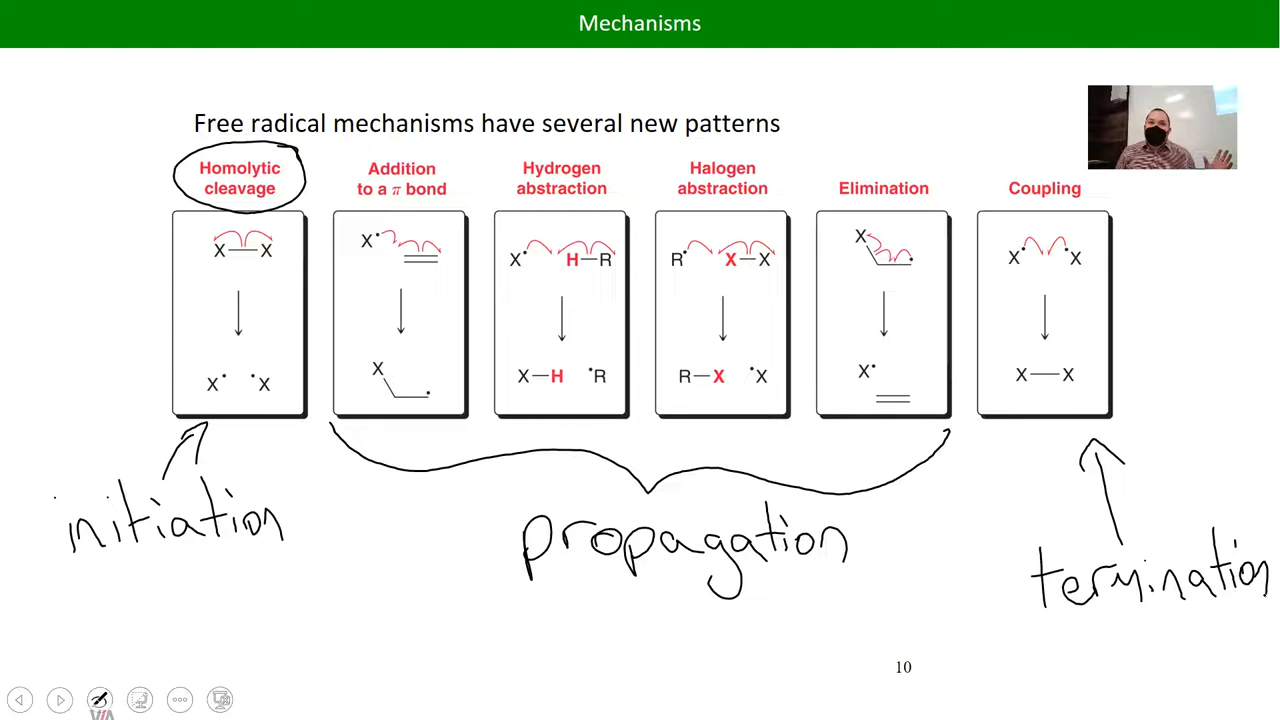 Mechanisms
Free radical mechanisms have several new patterns
Homolytic
cleavage
X X
X• •X
Addition
to a π bond
X•
X
•
Hydrogen
abstraction
X• H R
X H •R
Halogen
abstraction
R• X X
R X •X
Elimination
X
•
X•
Coupling
X• •X
X X
initiation
propagation
termination
10